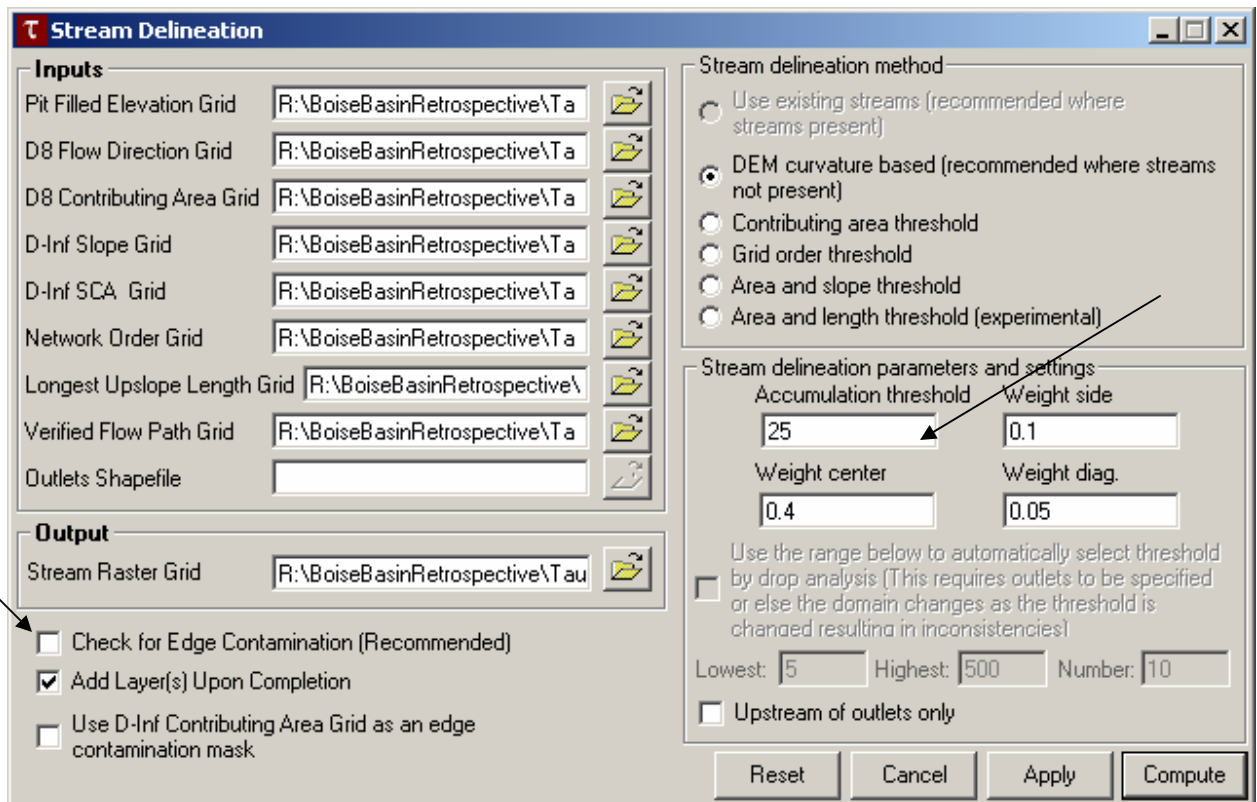 τ Stream Delineation
Inputs
Pit Filled Elevation Grid R:\BoiseBasinRetrospective\Ta
D8 Flow Direction Grid R:\BoiseBasinRetrospective\Ta
D8 Contributing Area Grid R:\BoiseBasinRetrospective\Ta
D-Inf Slope Grid R:\BoiseBasinRetrospective\Ta
D-Inf SCA Grid R:\BoiseBasinRetrospective\Ta
Network Order Grid R:\BoiseBasinRetrospective\Ta
Longest Upslope Length Grid R:\BoiseBasinRetrospective\
Verified Flow Path Grid R:\BoiseBasinRetrospective\Ta
Outlets Shapefile
Output
Stream Raster Grid R:\BoiseBasinRetrospective\Tau
Check for Edge Contamination (Recommended)
Add Layer(s) Upon Completion
Use D-Inf Contributing Area Grid as an edge
contamination mask
Stream delineation method
Use existing streams (recommended where
streams present)
DEM curvature based (recommended where streams
not present)
Contributing area threshold
Grid order threshold
Area and slope threshold
Area and length threshold (experimental)
Stream delineation parameters and settings
Accumulation threshold Weight side
25 0.1
Weight center Weight diag.
0.4 0.05
Use the range below to automatically select threshold
by drop analysis (This requires outlets to be specified
or else the domain changes as the threshold is
changed resulting in inconsistencies)
Lowest: 5 Highest: 500 Number: 10
Upstream of outlets only
Reset Cancel Apply Compute